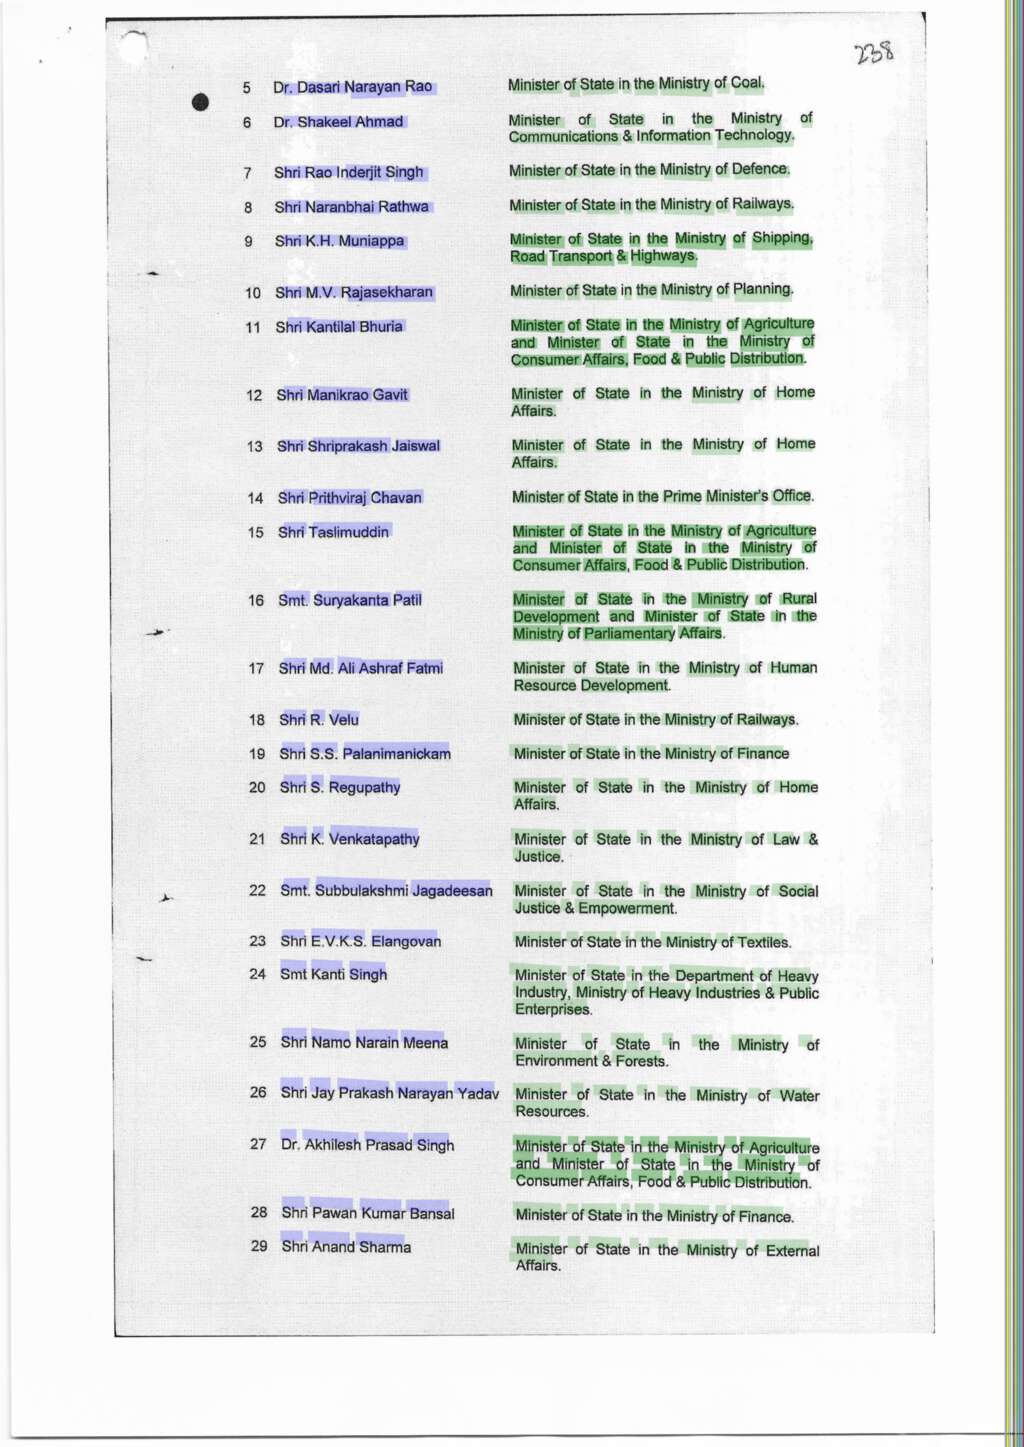 238
5 Dr. Dasari Narayan Rao Minister of State in the Ministry of Coal.
6 Dr. Shakeel Ahmad Minister of State in the Ministry of
Communications & Information Technology.
7 Shri Rao Inderjit Singh Minister of State in the Ministry of Defence.
8 Shri Naranbhai Rathwa Minister of State in the Ministry of Railways.
9 Shri K.H. Muniappa Minister of State in the Ministry of Shipping,
Road Transport & Highways.
10 Shri M.V. Rajasekharan Minister of State in the Ministry of Planning.
11 Shri Kantilal Bhuria Minister of State in the Ministry of Agriculture
and Minister of State in the Ministry of
Consumer Affairs, Food & Public Distribution.
12 Shri Manikrao Gavit Minister of State in the Ministry of Home
Affairs.
13 Shri Shriprakash Jaiswal Minister of State in the Ministry of Home
Affairs.
14 Shri Prithviraj Chavan Minister of State in the Prime Minister's Office.
15 Shri Taslimuddin Minister of State in the Ministry of Agriculture
and Minister of State in the Ministry of
Consumer Affairs, Food & Public Distribution.
16 Smt. Suryakanta Patil Minister of State in the Ministry of Rural
Development and Minister of State in the
Ministry of Parliamentary Affairs.
17 Shri Md. Ali Ashraf Fatmi Minister of State in the Ministry of Human
Resource Development.
18 Shri R. Velu Minister of State in the Ministry of Railways.
19 Shri S.S. Palanimanickam Minister of State in the Ministry of Finance
20 Shri S. Regupathy Minister of State in the Ministry of Home
Affairs.
21 Shri K. Venkatapathy Minister of State in the Ministry of Law &
Justice.
22 Smt. Subbulakshmi Jagadeesan Minister of State in the Ministry of Social
Justice & Empowerment.
23 Shri E.V.K.S. Elangovan Minister of State in the Ministry of Textiles.
24 Smt Kanti Singh Minister of State in the Department of Heavy
Industry, Ministry of Heavy Industries & Public
Enterprises.
25 Shri Namo Narain Meena Minister of State in the Ministry of
Environment & Forests.
26 Shri Jay Prakash Narayan Yadav Minister of State in the Ministry of Water
Resources.
27 Dr. Akhilesh Prasad Singh Minister of State in the Ministry of Agriculture
and Minister of State in the Ministry of
Consumer Affairs, Food & Public Distribution.
28 Shri Pawan Kumar Bansal Minister of State in the Ministry of Finance.
29 Shri Anand Sharma Minister of State in the Ministry of External
Affairs.